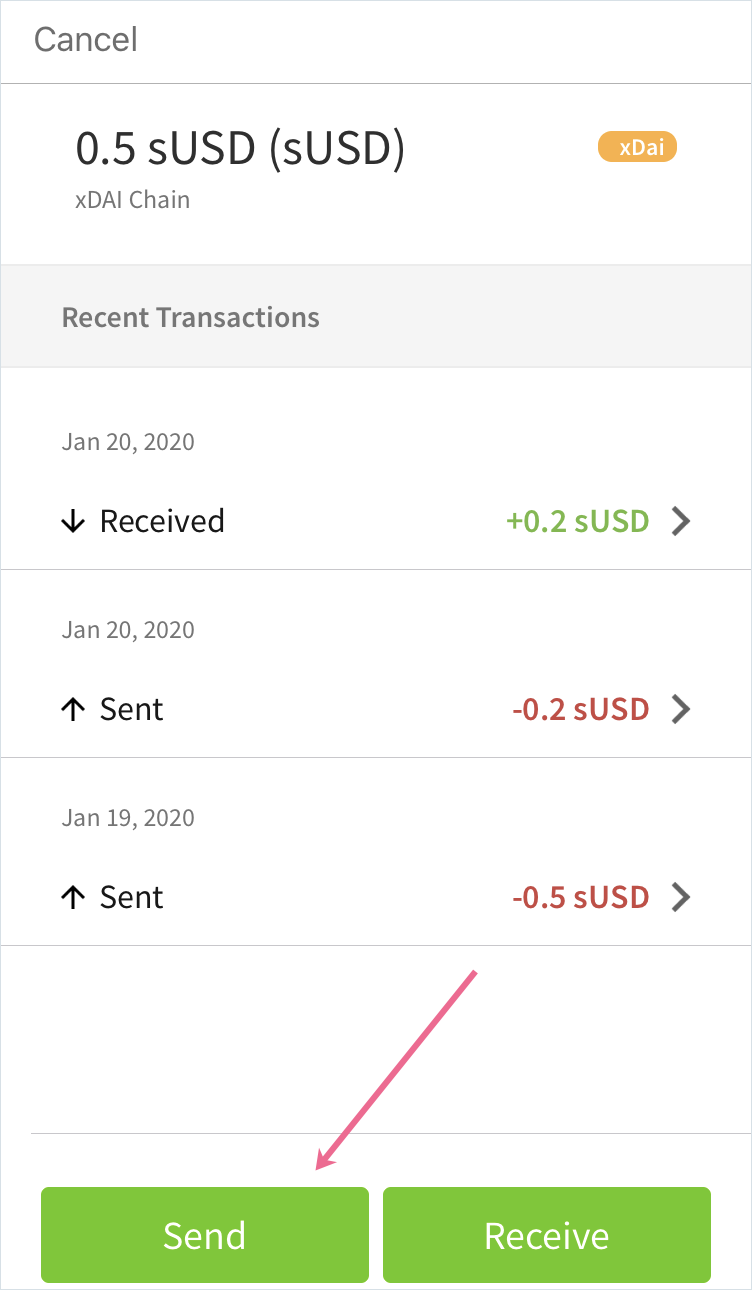 Cancel
0.5 sUSD (sUSD) xDai
xDAI Chain
Recent Transactions
Jan 20, 2020
Received +0.2 sUSD
Jan 20, 2020
Sent -0.2 sUSD
Jan 19, 2020
Sent -0.5 sUSD
Send Receive